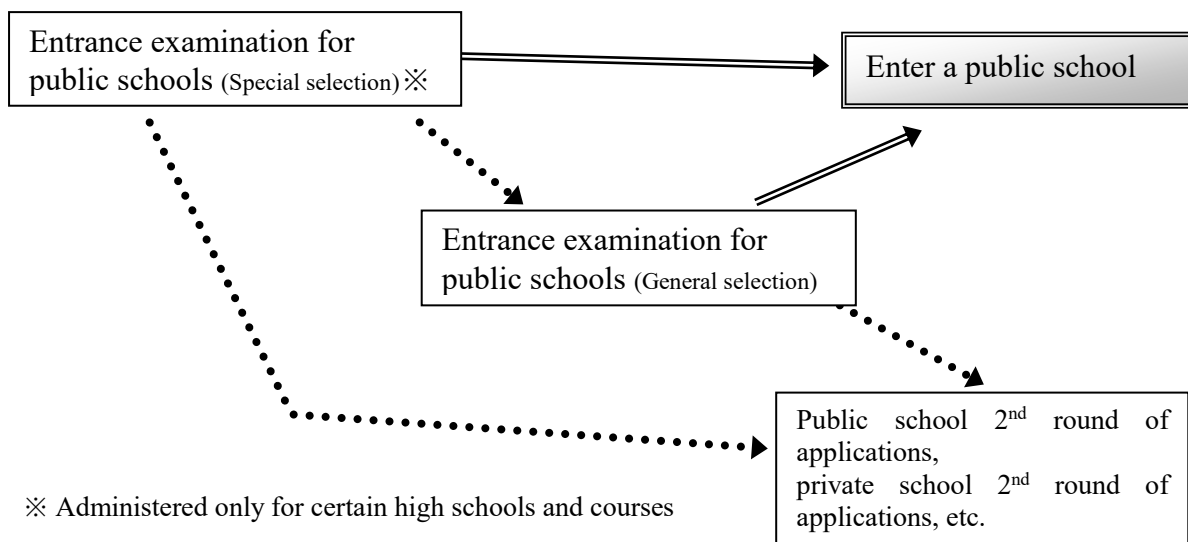 Entrance examination for
public schools (Special selection)※
Enter a public school
Entrance examination for
public schools (General selection)
Public school 2nd round of
applications,
private school 2nd round of
applications, etc.
※ Administered only for certain high schools and courses